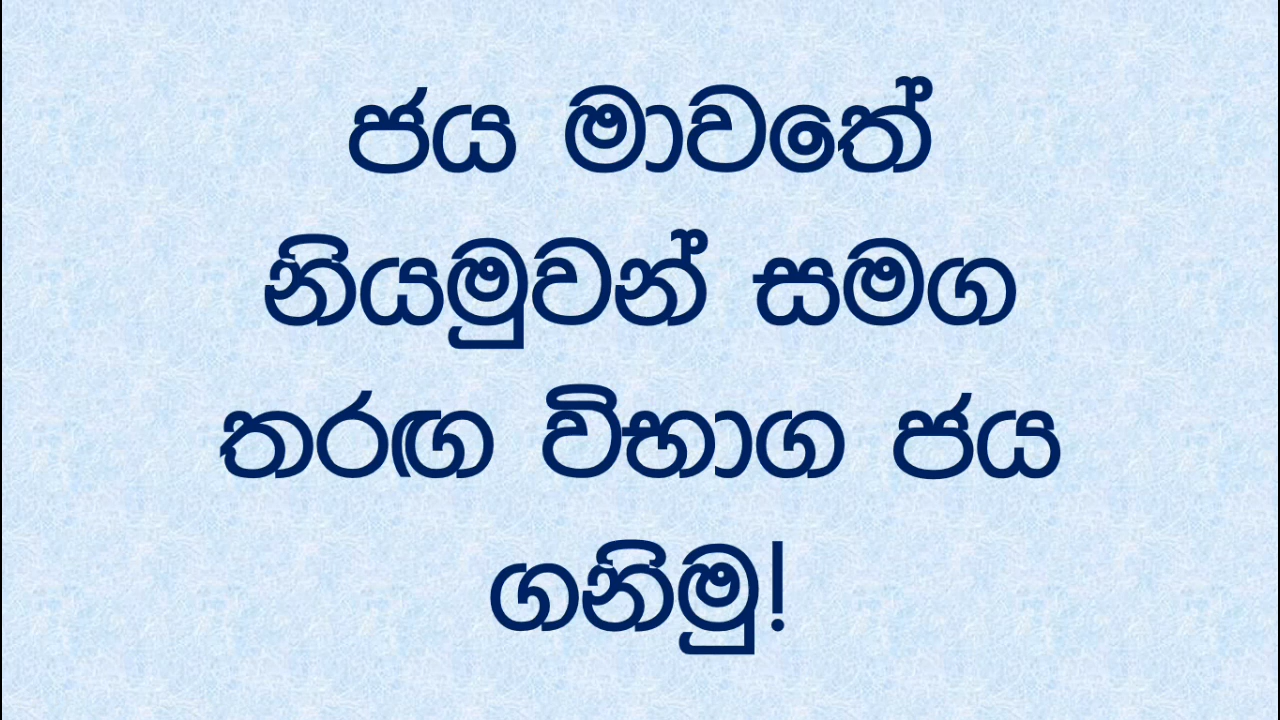 ජය මාවතේ
නියමුවන් සමග
තරඟ විභාග ජය
ගනිමු!